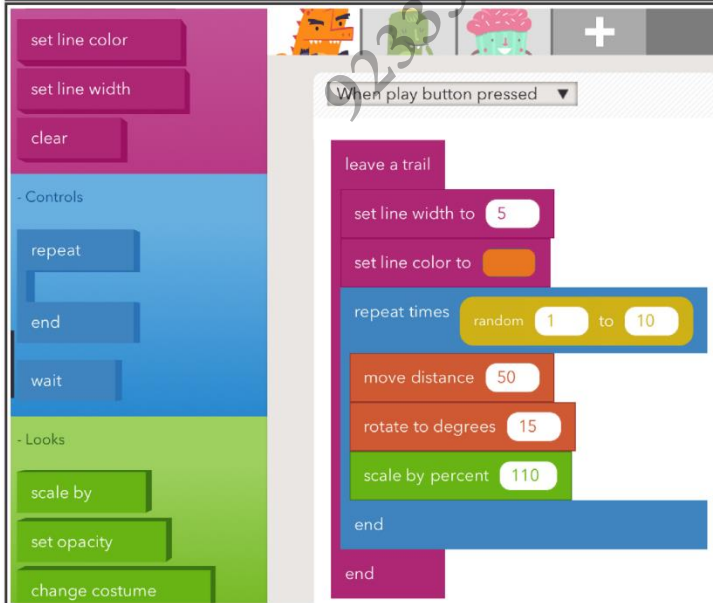 set line color
set line width
clear
- Controls
repeat
end
wait
- Looks
scale by
set opacity
change costume
+
When play button pressed ▼
leave a trail
set line width to 5
set line color to
repeat times random 1 to 10
move distance 50
rotate to degrees 15
scale by percent 110
end
end